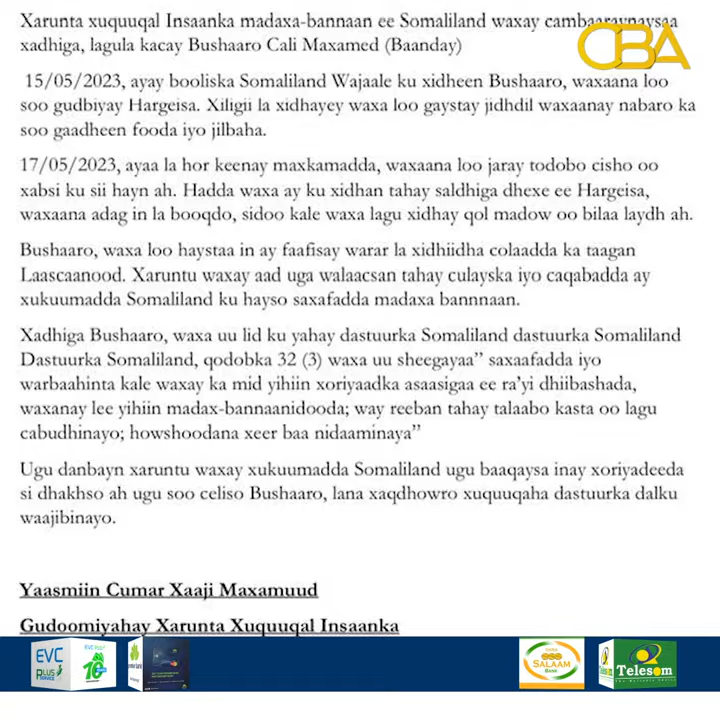 Xarunta xuquuqal Insaanka madaxa-bannaan ee Somaliland waxay cambaaraynaysaa
xadhiga, lagula kacay Bushaaro Cali Maxamed (Baanday)
CBA
15/05/2023, ayay booliska Somaliland Wajaale ku xidheen Bushaaro, waxaana loo
soo gudbiyay Hargeisa. Xiligii la xidhayey waxa loo gaystay jidhdil waxaanay nabaro ka
soo gaadheen fooda iyo jilbaha.
17/05/2023, ayaa la hor keenay maxkamadda, waxaana loo jaray todobo cisho oo
xabsi ku sii hayn ah. Hadda waxa ay ku xidhan tahay saldhiga dhexe ee Hargeisa,
waxaana adag in la booqdo, sidoo kale waxa lagu xidhay qol madow oo bilaa laydh ah.
Bushaaro, waxa loo haystaa in ay faafisay warar la xidhiidha colaadda ka taagan
Laascaanood. Xaruntu waxay aad uga walaacsan tahay culayska iyo caqabadda ay
xukuumadda Somaliland ku hayso saxafadda madaxa bannnaan.
Xadhiga Bushaaro, waxa uu lid ku yahay dastuurka Somaliland dastuurka Somaliland
Dastuurka Somaliland, qodobka 32 (3) waxa uu sheegayaa” saxaafadda iyo
warbaahinta kale waxay ka mid yihiin xoriyaadka asaasigaa ee ra’yi dhiibashada,
waxanay lee yihiin madax-bannaanidooda; way reeban tahay talaabo kasta oo lagu
cabudhinayo; howshoodana xeer baa nidaaminaya”
Ugu danbayn xaruntu waxay xukuumadda Somaliland ugu baaqaysa inay xoriyadeeda
si dhakhso ah ugu soo celiso Bushaaro, lana xaqdhowro xuquuqaha dastuurka dalku
waajibinayo.
Yaasmiin Cumar Xaaji Maxamuud
Gudoomiyahay Xarunta Xuquuqal Insaanka
EVC
PLUS
SERVICE
EVC PLUS
10
SALAAM
BANK
Telesom